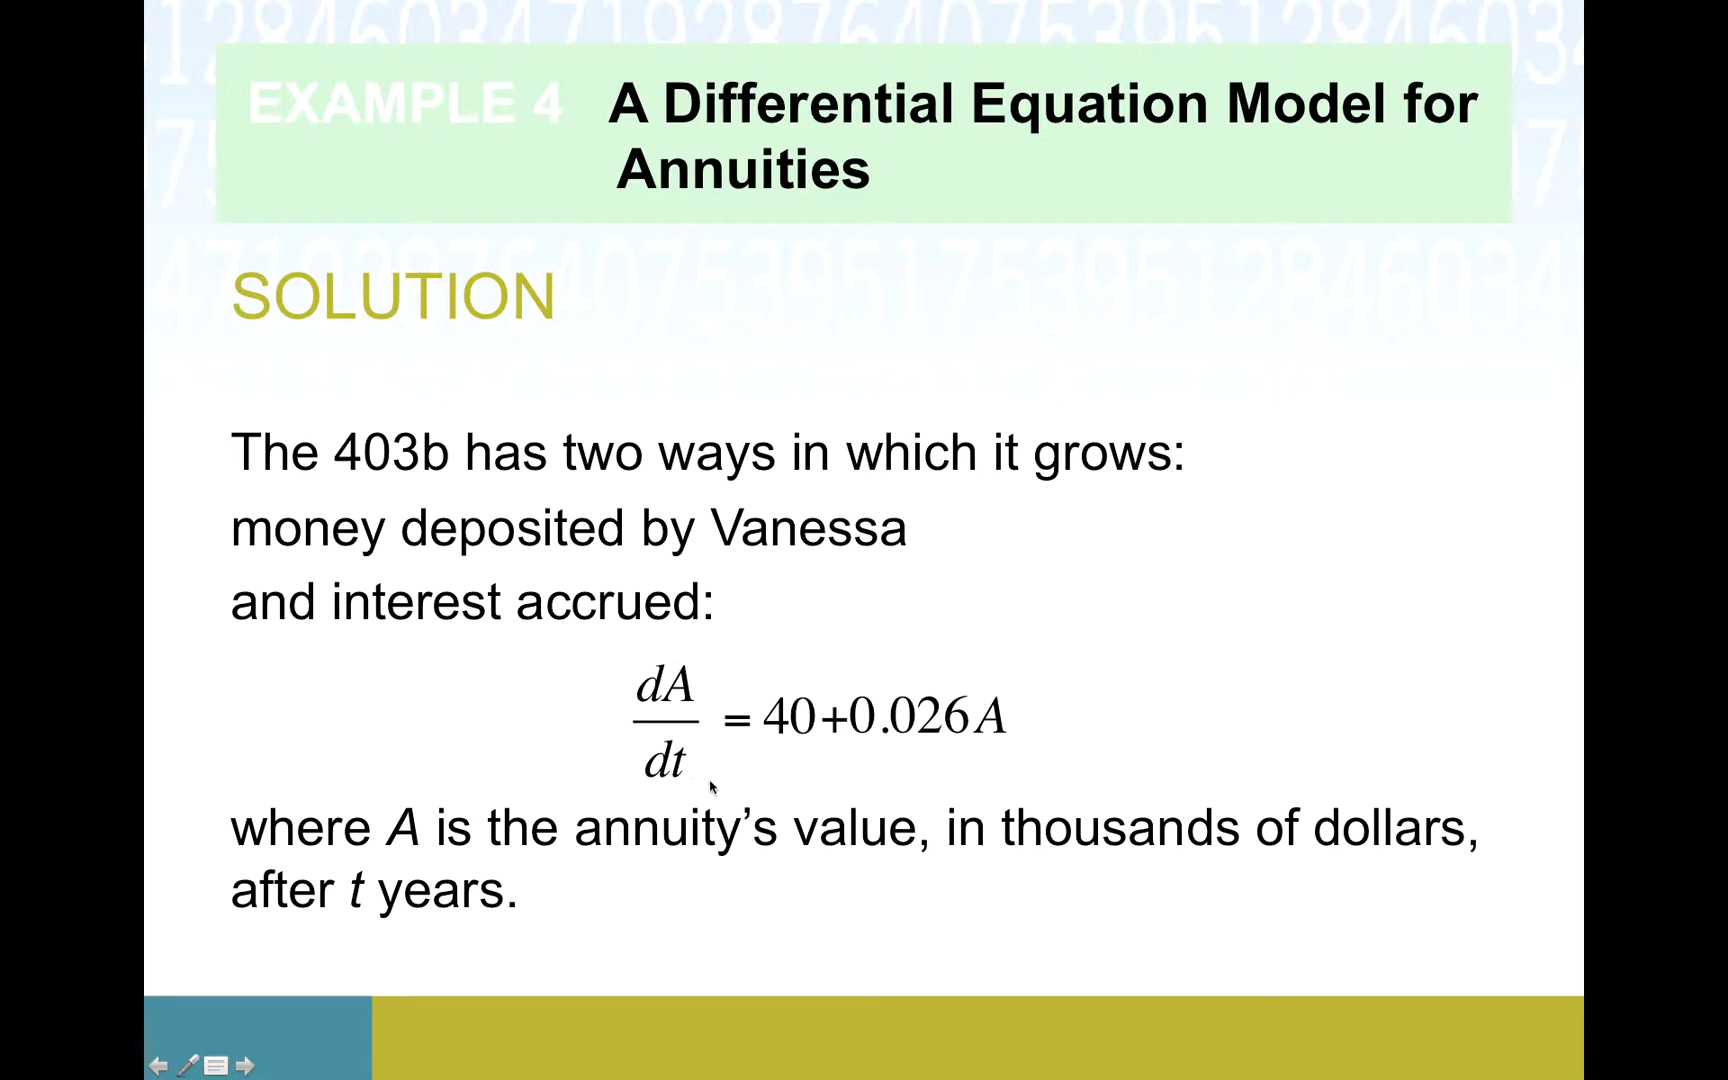 EXAMPLE 4 A Differential Equation Model for
Annuities
SOLUTION
The 403b has two ways in which it grows:
money deposited by Vanessa
and interest accrued:
dA/dt = 40+0.026A
where A is the annuity’s value, in thousands of dollars,
after t years.